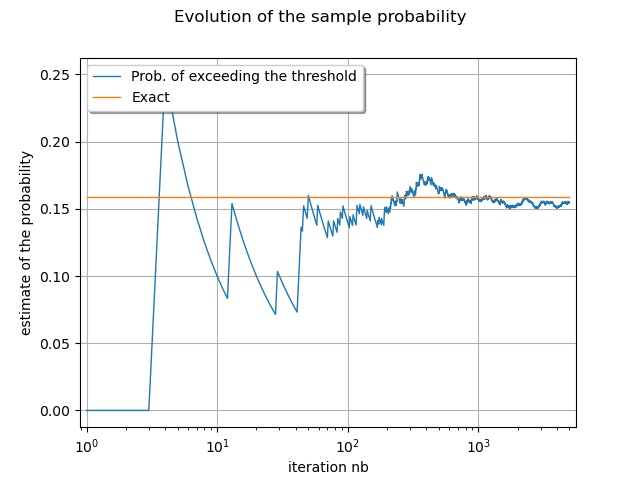 Evolution of the sample probability
Prob. of exceeding the threshold
Exact
estimate of the probability
0.25
0.20
0.15
0.10
0.05
0.00
10⁰
10¹
10²
10³
iteration nb